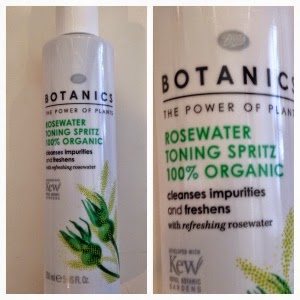 BOTANICS
THE POWER OF PLANTS
ROSEWATER
TONING SPRITZ
100% ORGANIC
cleanses impurities
and freshens
with refreshing rosewater
Kew
Boots
BOTANICS
THE POWER OF PLANTS
ROSEWATER
TONING SPRITZ
100% ORGANIC
cleanses impurities
and freshens
with refreshing rosewater
DEVELOPED WITH
Kew
ROYAL BOTANIC
GARDENS